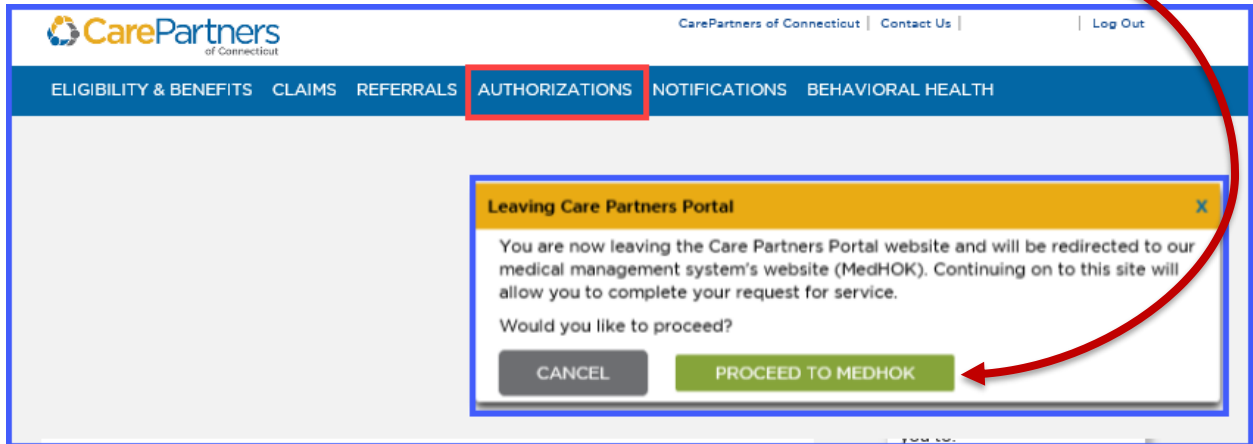 CarePartners
of Connecticut
CarePartners of Connecticut | Contact Us | | Log Out
ELIGIBILITY & BENEFITS CLAIMS REFERRALS AUTHORIZATIONS NOTIFICATIONS BEHAVIORAL HEALTH
Leaving Care Partners Portal X
You are now leaving the Care Partners Portal website and will be redirected to our
medical management system's website (MedHOK). Continuing on to this site will
allow you to complete your request for service.
Would you like to proceed?
CANCEL PROCEED TO MEDHOK
you to: